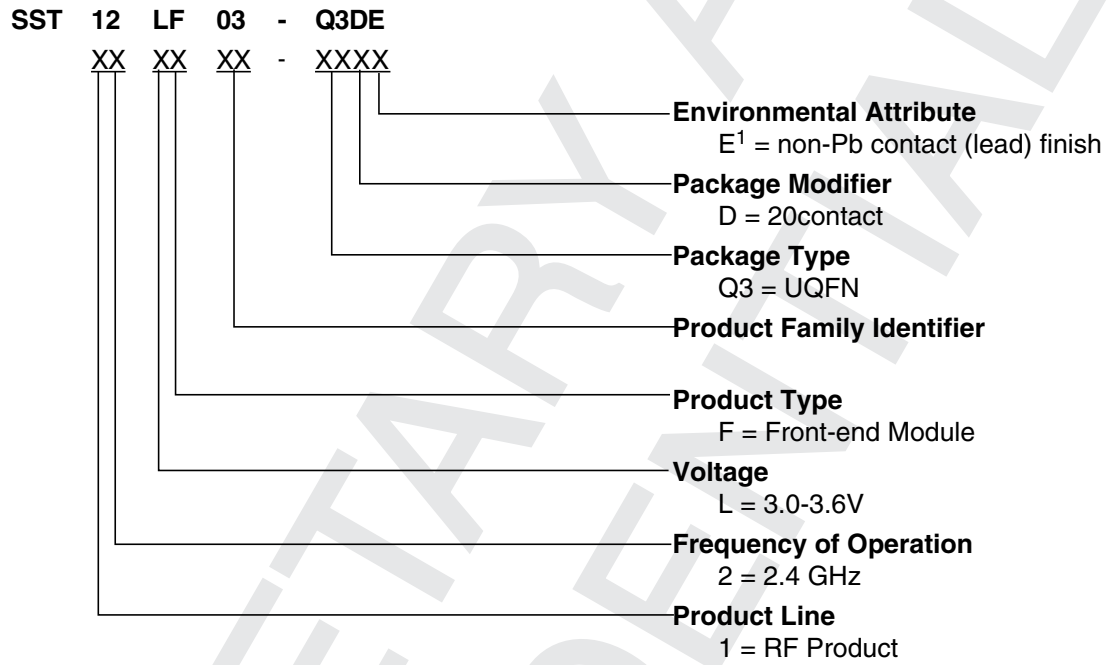 SST 12 LF 03 - Q3DE
XX XX XX - XXXX
Environmental Attribute
E1 = non-Pb contact (lead) finish
Package Modifier
D = 20contact
Package Type
Q3 = UQFN
Product Family Identifier
Product Type
F = Front-end Module
Voltage
L = 3.0-3.6V
Frequency of Operation
2 = 2.4 GHz
Product Line
1 = RF Product